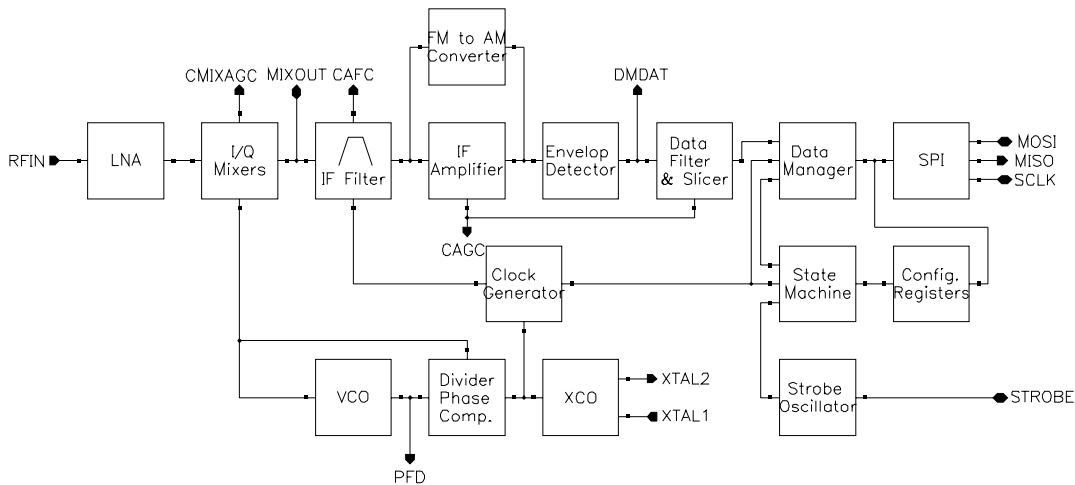 FM to AM
Converter
CMIXAGC
MIXOUT
CAFC
DMDAT
RFIN
LNA
I/Q
Mixers
IF Filter
IF
Amplifier
Envelop
Detector
Data
Filter
& Slicer
Data
Manager
SPI
MOSI
MISO
SCLK
CAGC
Clock
Generator
State
Machine
Config.
Registers
VCO
Divider
Phase
Comp.
XCO
XTAL2
XTAL1
Strobe
Oscillator
STROBE
PFD